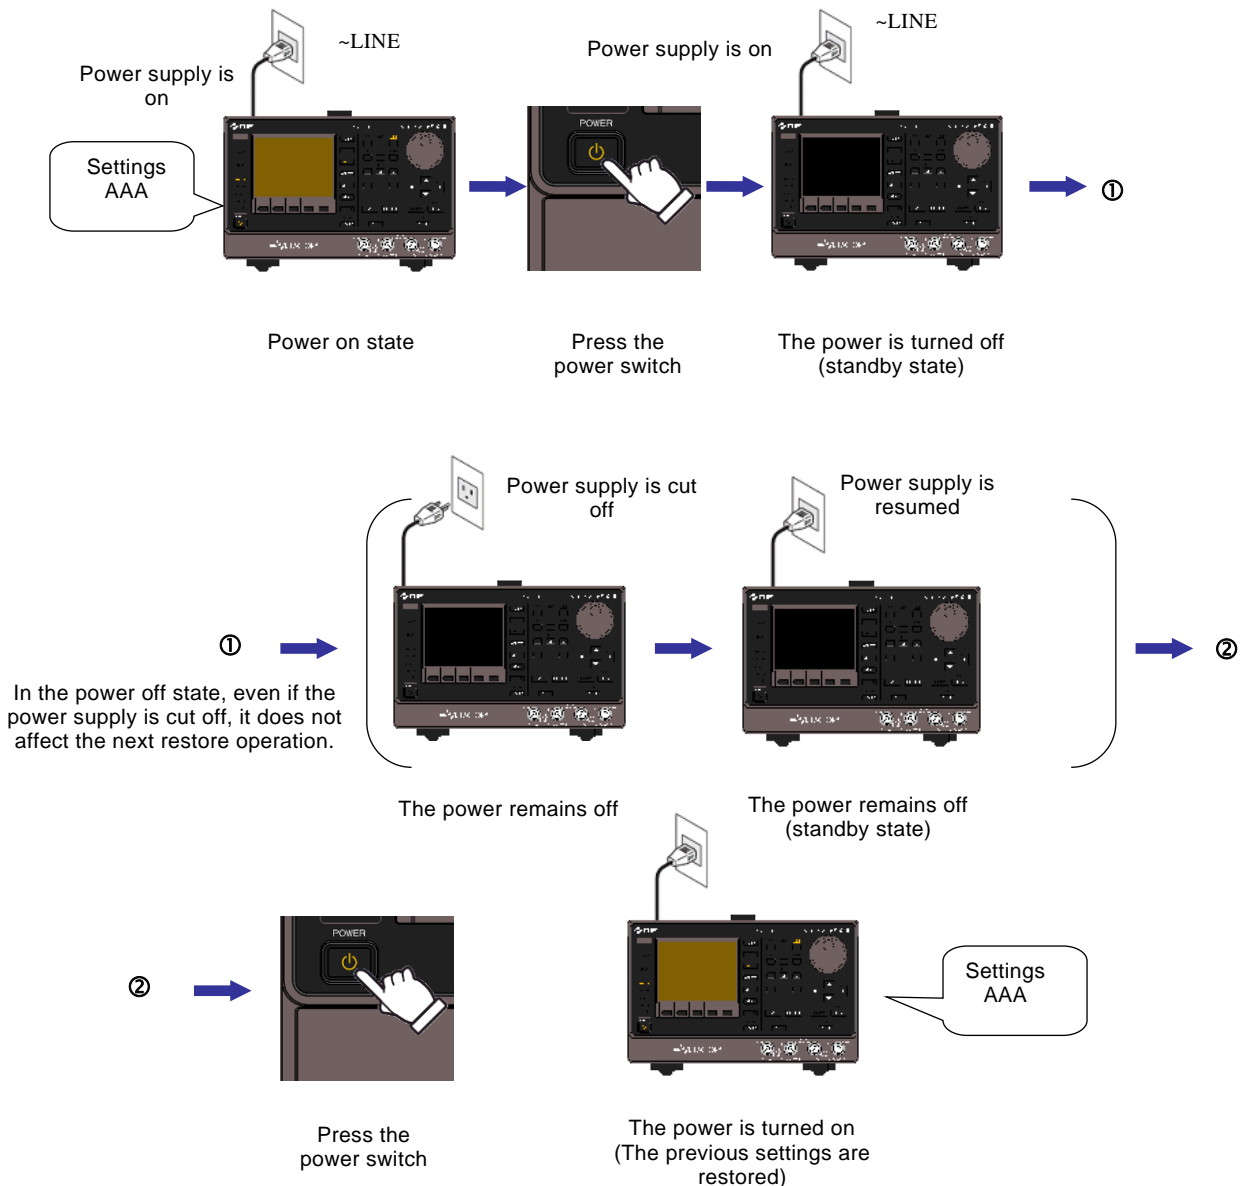 ~LINE
Power supply is
on
Settings
AAA
Power on state
POWER
Press the
power switch
Power supply is on
~LINE
The power is turned off
(standby state)
①
①
In the power off state, even if the
power supply is cut off, it does not
affect the next restore operation.
Power supply is cut
off
The power remains off
Power supply is
resumed
The power remains off
(standby state)
②
②
POWER
Press the
power switch
The power is turned on
(The previous settings are
restored)
Settings
AAA